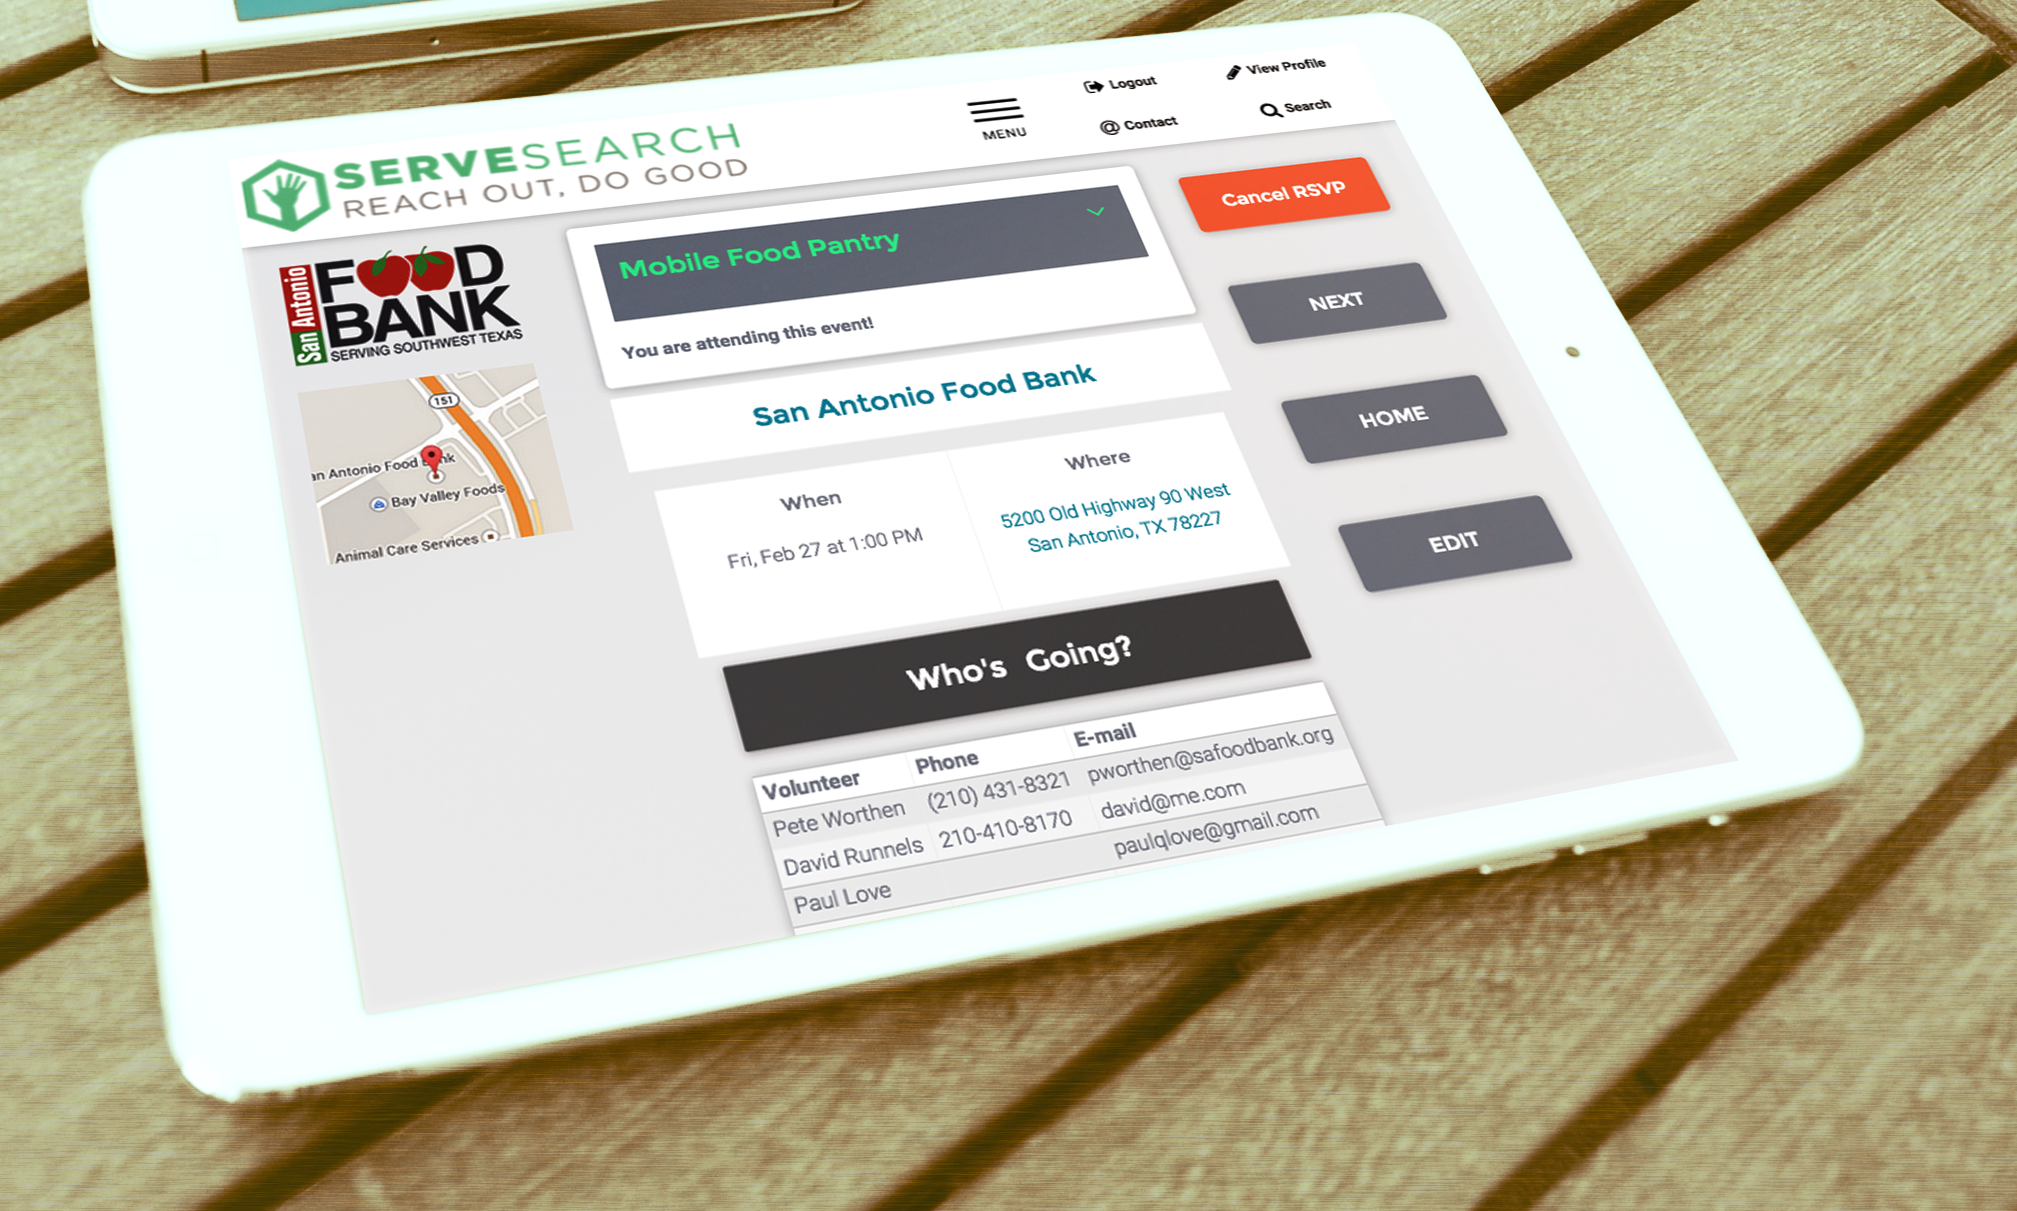 SERVESEARCH
REACH OUT, DO GOOD
MENU
Logout
View Profile
@ Contact
Search
San Antonio
FOOD
BANK
SERVING SOUTHWEST TEXAS
151
an Antonio Food
Bay Valley Foods
Animal Care Services
Mobile Food Pantry
You are attending this event!
San Antonio Food Bank
When
Fri, Feb 27 at 1:00 PM
Where
5200 Old Highway 90 West
San Antonio, TX 78227
Cancel RSVP
NEXT
HOME
EDIT
Who's Going?
Volunteer Phone E-mail
Pete Worthen (210) 431-8321 pworthen@safoodbank.org
David Runnels 210-410-8170 david@me.com
Paul Love paulqlove@gmail.com